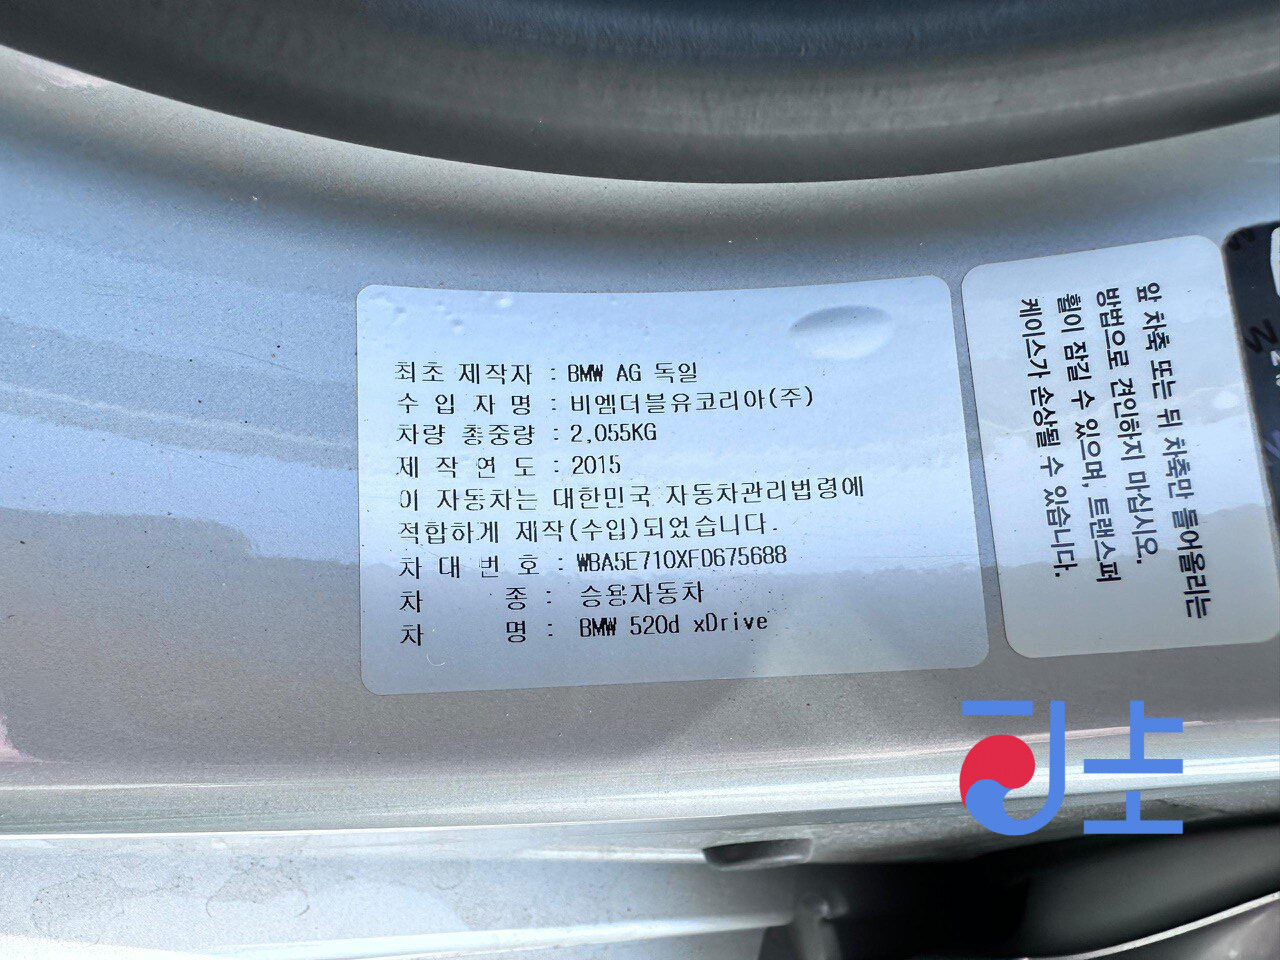 최초 제작자 : BMW AG 독일
수 입 자 명 : 비엠더블유코리아(주)
차량 총중량 : 2,055KG
제 작 연 도 : 2015
이 자동차는 대한민국 자동차관리법령에
적합하게 제작(수입)되었습니다.
차 대 번 호 : WBA5E710XFD675688
차 종 : 승용자동차
차 명 : BMW 520d xDrive
앞 차축 또는 뒤 차축만 들어올리는
방법으로 견인하지 마십시오.
휠이 잠길 수 있으며, 트랜스퍼
케이스가 손상될 수 있습니다.